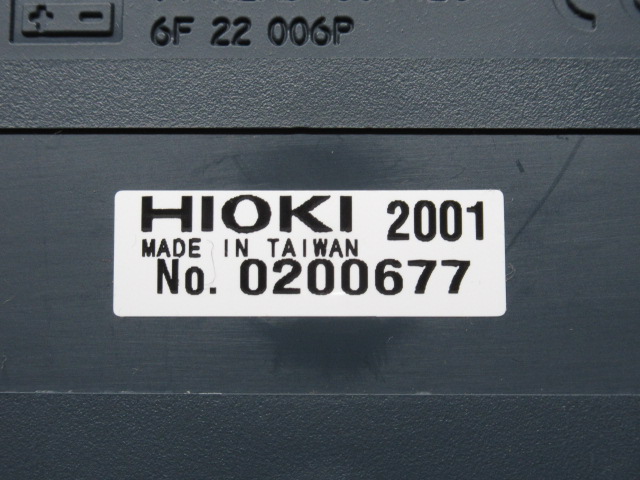 6F 22 006P
HIOKI 2001
MADE IN TAIWAN
No. 0200677